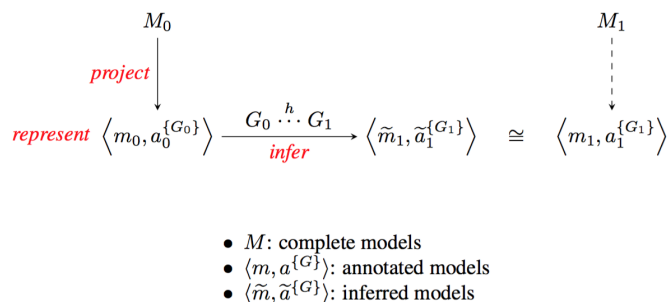 M₀ M₁
project
represent ⟨m₀, a₀^{G₀}⟩ G₀ ⋯^h G₁ ⟨m̃₁, ã₁^{G₁}⟩ ≅ ⟨m₁, a₁^{G₁}⟩
infer
• M: complete models
• ⟨m, a^{G}⟩: annotated models
• ⟨m̃, ã^{G}⟩: inferred models